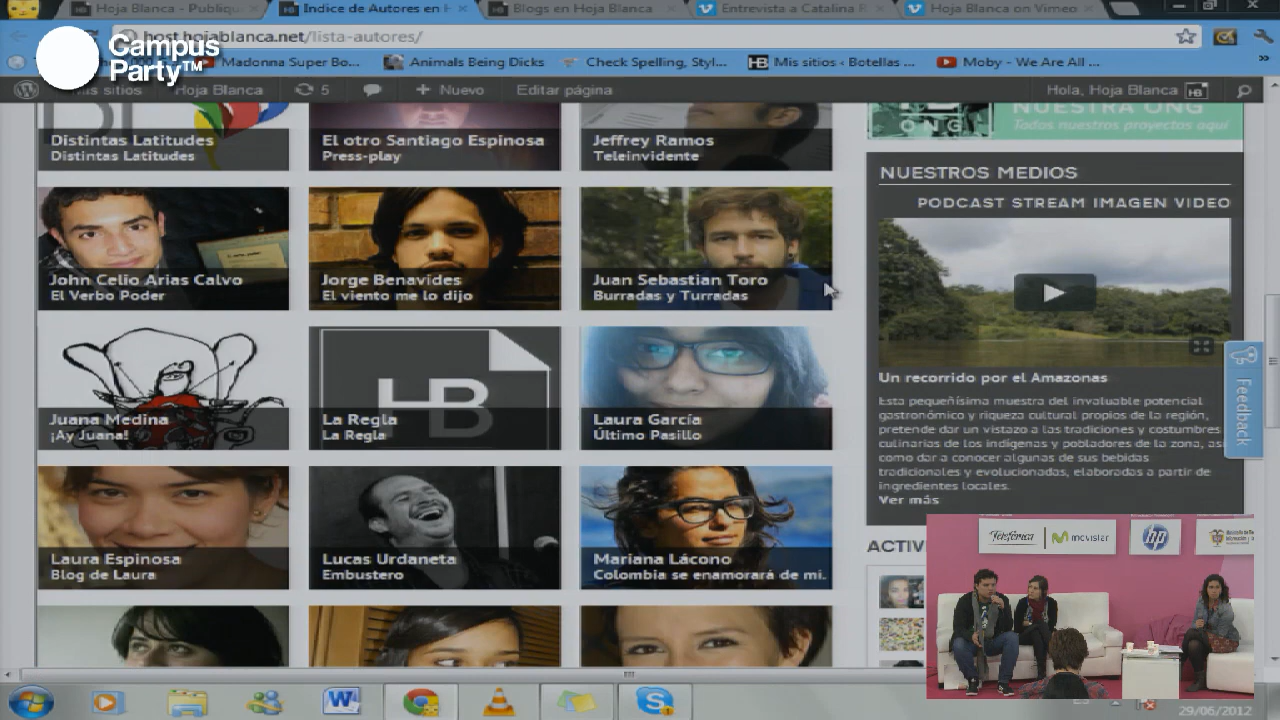 Hoja Blanca - Publiqu
Indice de Autores en H
Blogs en Hoja Blanca
Entrevista a Catalina R
Hoja Blanca on Vimeo
host.hojablanca.net/lista-autores/
Campus
Party™
Madonna Super Bo...
Animals Being Dicks
Check Spelling, Styl...
Mis sitios ‹ Botellas ...
Moby - We Are All ...
Mis sitios
Hoja Blanca
5
Nuevo
Editar página
Hola, Hoja Blanca
HB
Distintas Latitudes
Distintas Latitudes
El otro Santiago Espinosa
Press-play
Jeffrey Ramos
Teleinvidente
ONG
NUESTRA ONG
Todos nuestros proyectos aquí
John Celio Arias Calvo
El Verbo Poder
Jorge Benavides
El viento me lo dijo
Juan Sebastian Toro
Burradas y Turradas
Juana Medina
¡Ay Juana!
HB
La Regla
La Regla
Laura García
Último Pasillo
Laura Espinosa
Blog de Laura
Lucas Urdaneta
Embustero
Mariana Lácono
Colombia se enamorará de mi.
NUESTROS MEDIOS
PODCAST STREAM IMAGEN VIDEO
Un recorrido por el Amazonas
Esta pequeñísima muestra del invaluable potencial
gastronómico y riqueza cultural propios de la región,
pretende dar un vistazo a las tradiciones y costumbres
culinarias de los indígenas y pobladores de la zona, así
como dar a conocer algunas de sus bebidas
tradicionales y evolucionadas, elaboradas a partir de
ingredientes locales.
Ver más
Feedback
ACTIV
Telefónica
movistar
hp
ES
29/06/2012